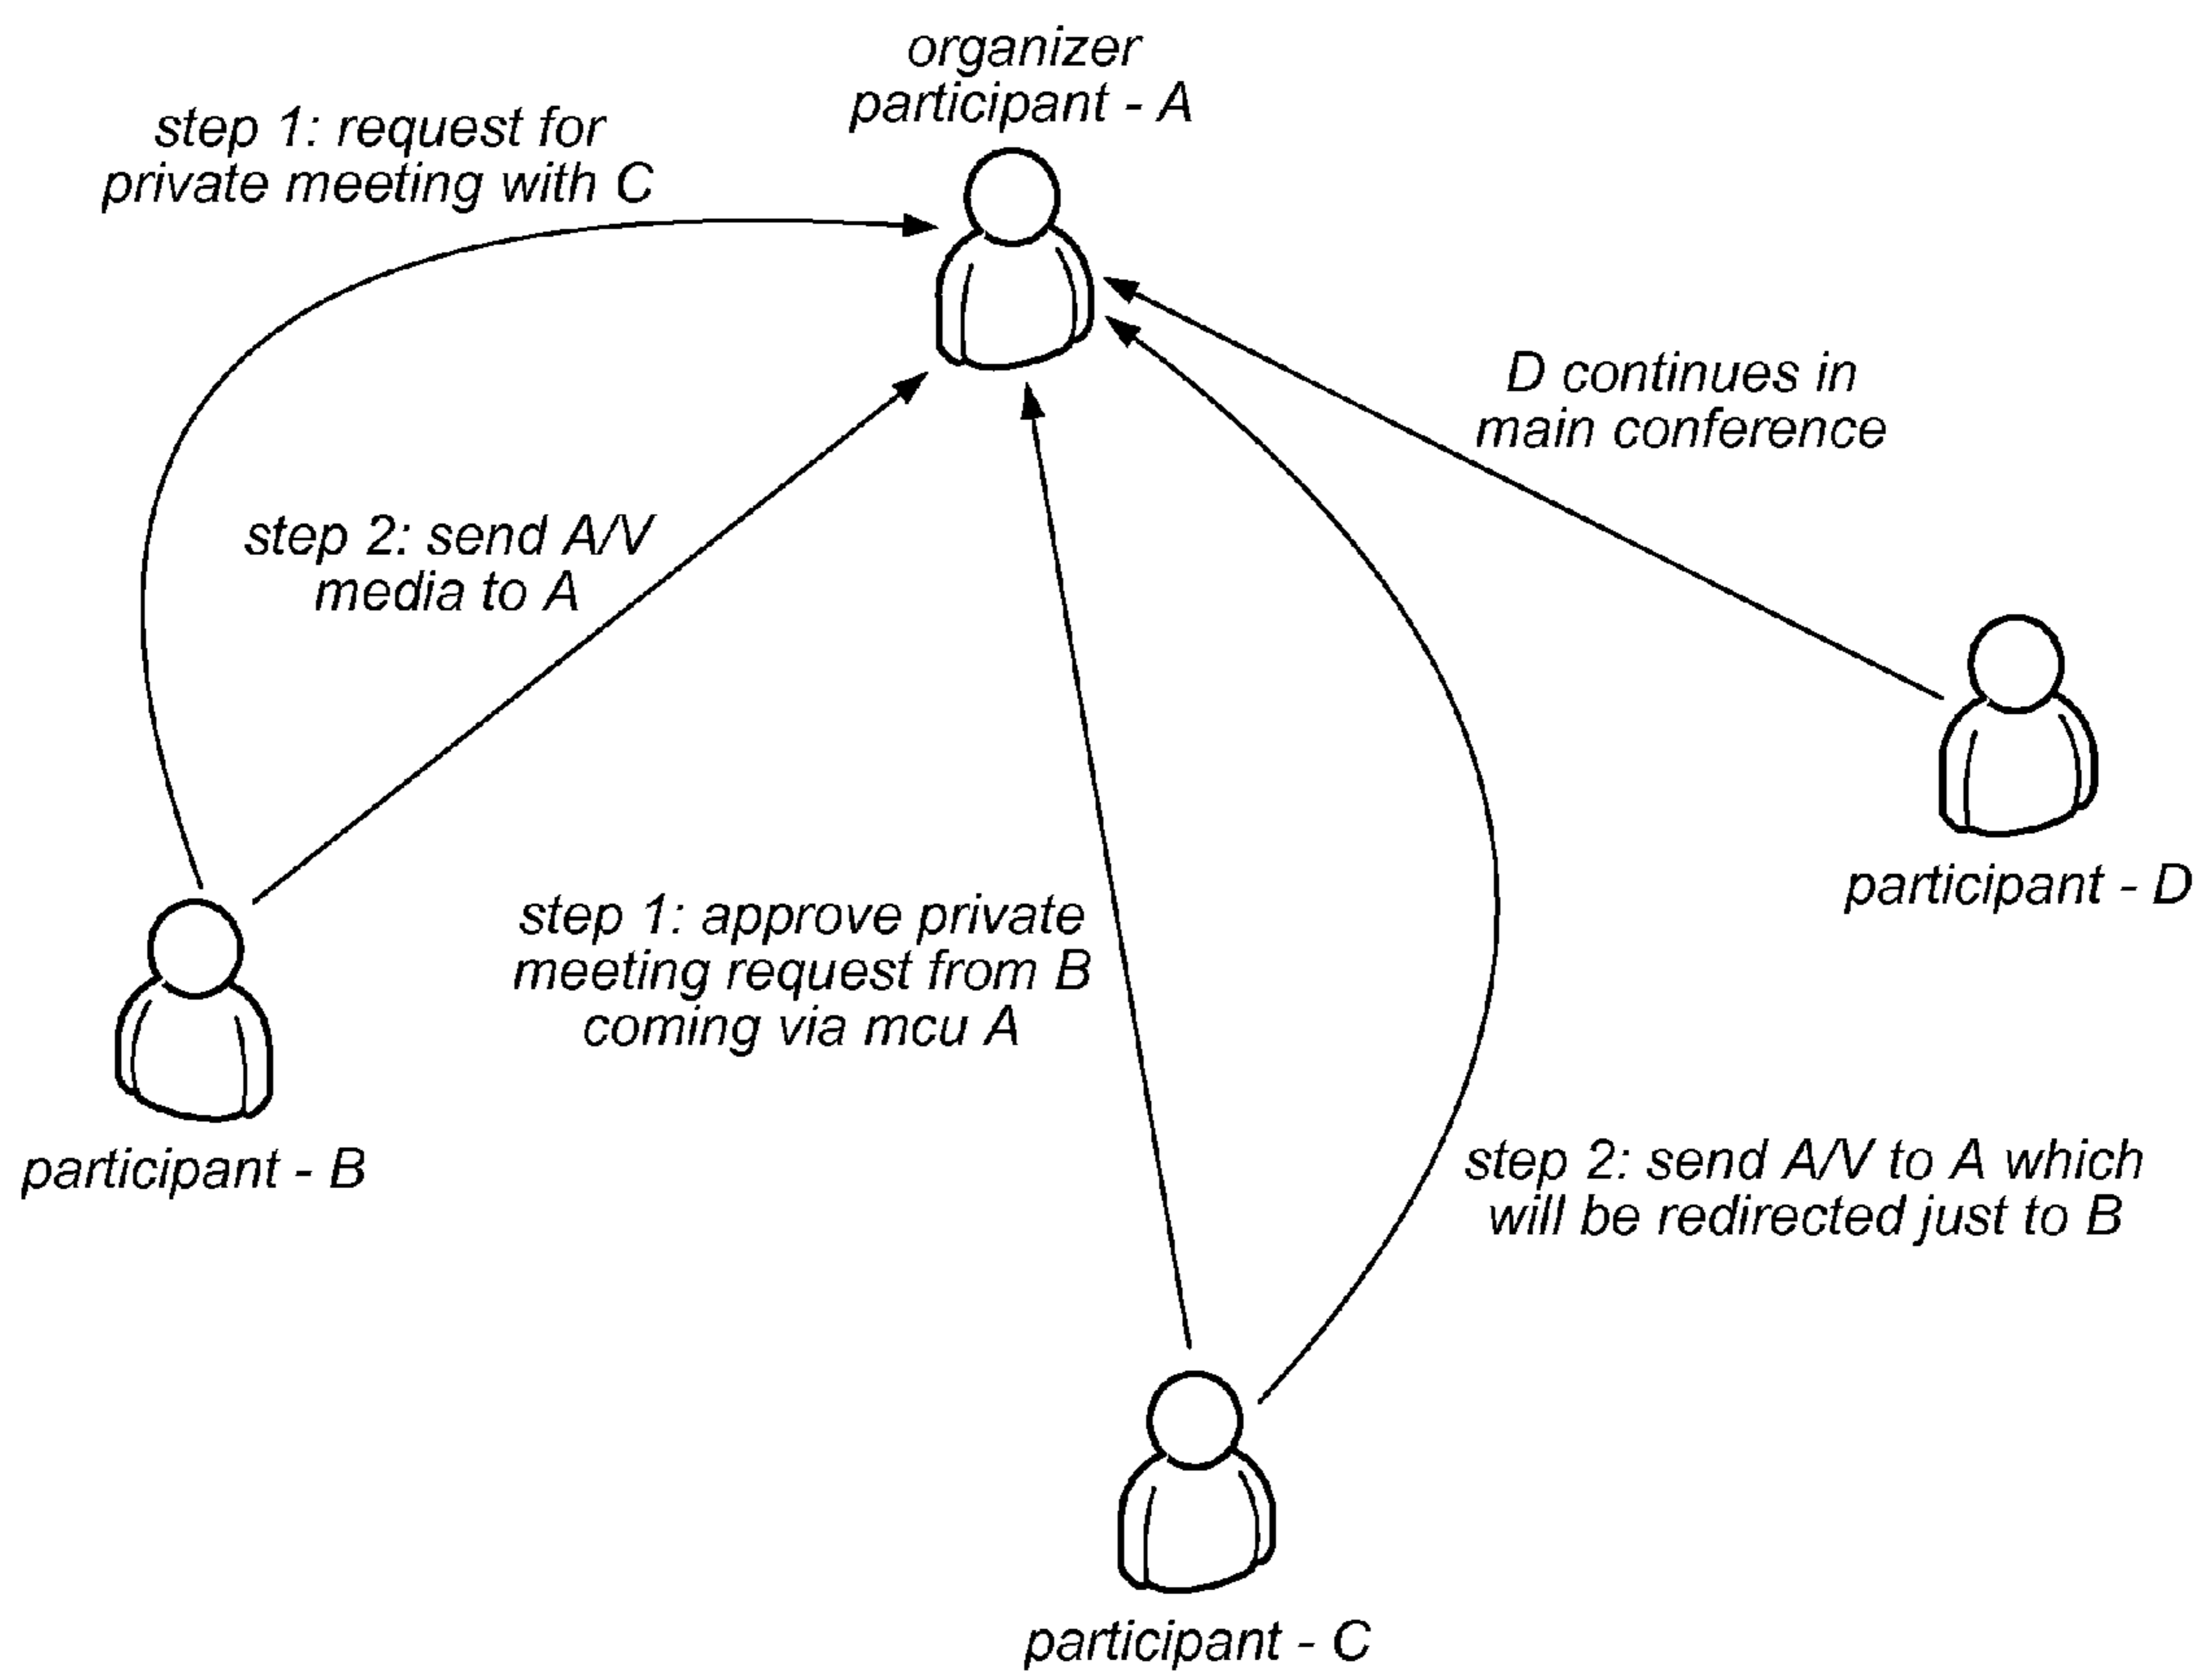 organizer
participant - A
step 1: request for
private meeting with C
D continues in
main conference
step 2: send A/V
media to A
participant - D
step 1: approve private
meeting request from B
coming via mcu A
participant - B
step 2: send A/V to A which
will be redirected just to B
participant - C